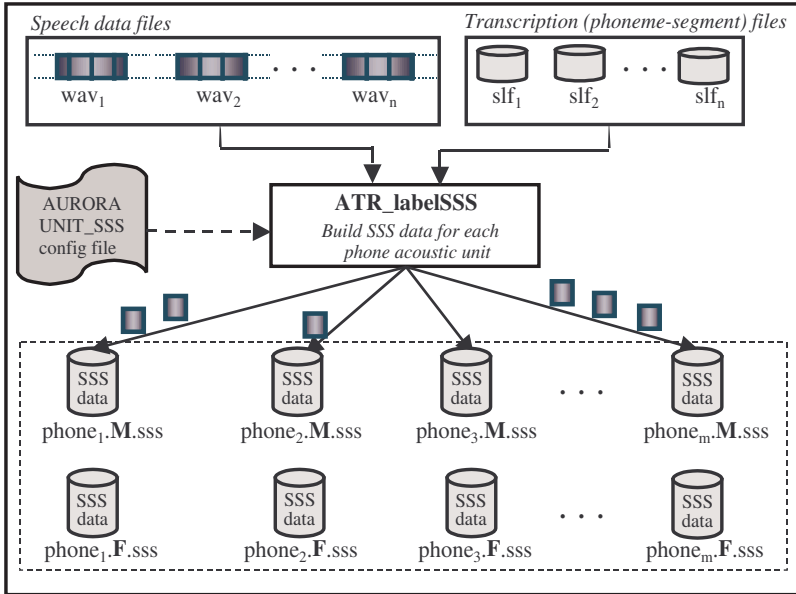 Speech data files
Transcription (phoneme-segment) files
. . .
wav₁ wav₂ wavₙ
. . .
slf₁ slf₂ slfₙ
AURORA
UNIT_SSS
config file
ATR_labelSSS
Build SSS data for each
phone acoustic unit
SSS SSS SSS SSS
data data data . . . data
phone₁.M.sss phone₂.M.sss phone₃.M.sss phoneₘ.M.sss
SSS SSS SSS SSS
data data data . . . data
phone₁.F.sss phone₂.F.sss phone₃.F.sss phoneₘ.F.sss